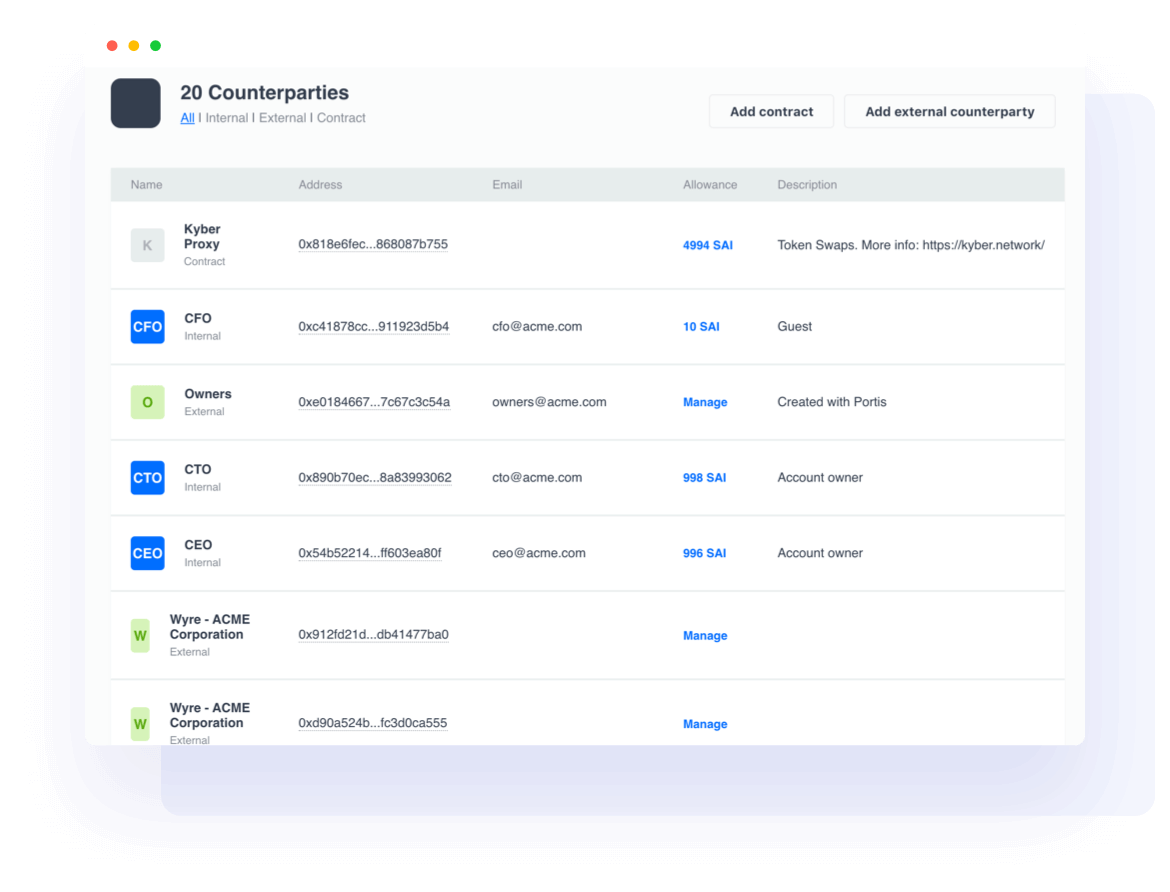 20 Counterparties
All | Internal | External | Contract
Add contract
Add external counterparty
Name Address Email Allowance Description
K
Kyber
Proxy
Contract
0x818e6fec...868087b755
4994 SAI
Token Swaps. More info: https://kyber.network/
CFO
CFO
Internal
0xc41878cc...911923d5b4
cfo@acme.com
10 SAI
Guest
O
Owners
External
0xe0184667...7c67c3c54a
owners@acme.com
Manage
Created with Portis
CTO
CTO
Internal
0x890b70ec...8a83993062
cto@acme.com
998 SAI
Account owner
CEO
CEO
Internal
0x54b52214...ff603ea80f
ceo@acme.com
996 SAI
Account owner
W
Wyre - ACME
Corporation
External
0x912fd21d...db41477ba0
Manage
W
Wyre - ACME
Corporation
External
0xd90a524b...fc3d0ca555
Manage